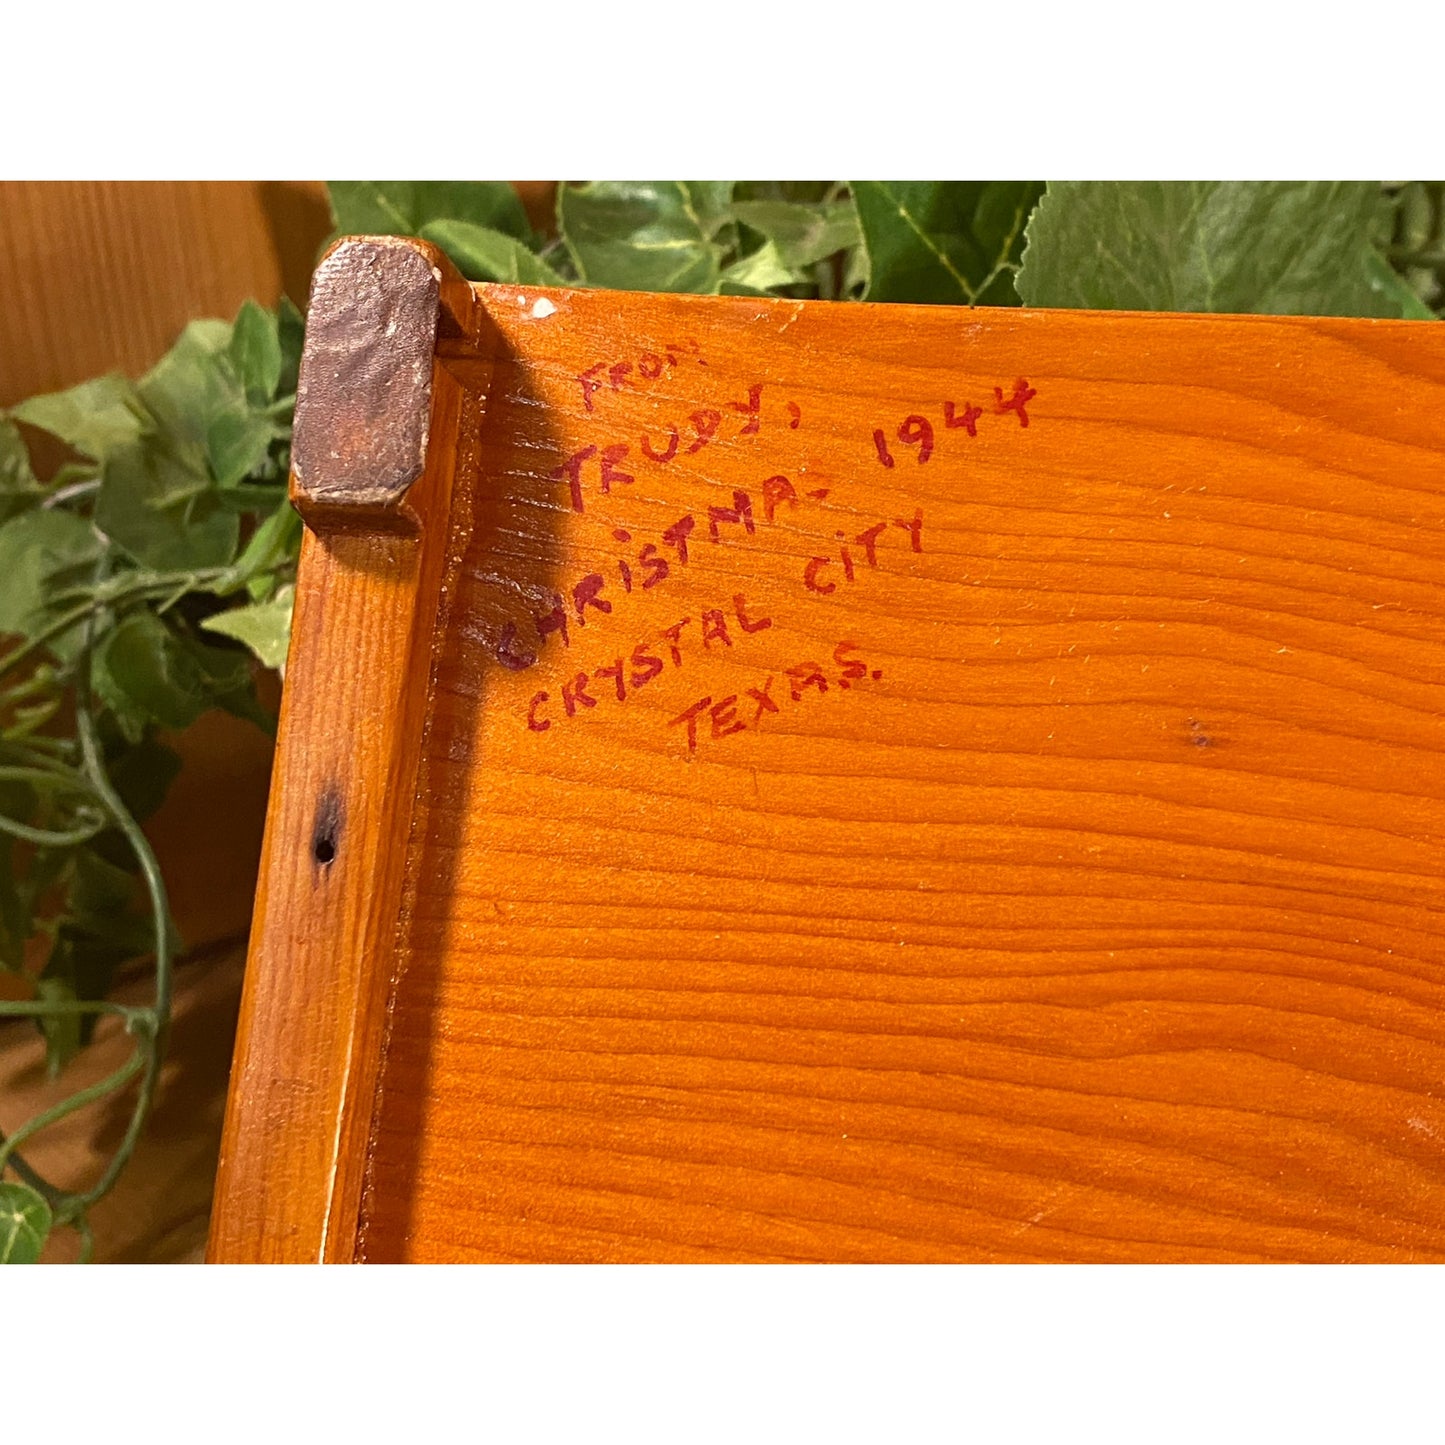 FROM
TRUDY,
CHRiSTMAS 1944
CRYSTAL CiTY
TEXAS.